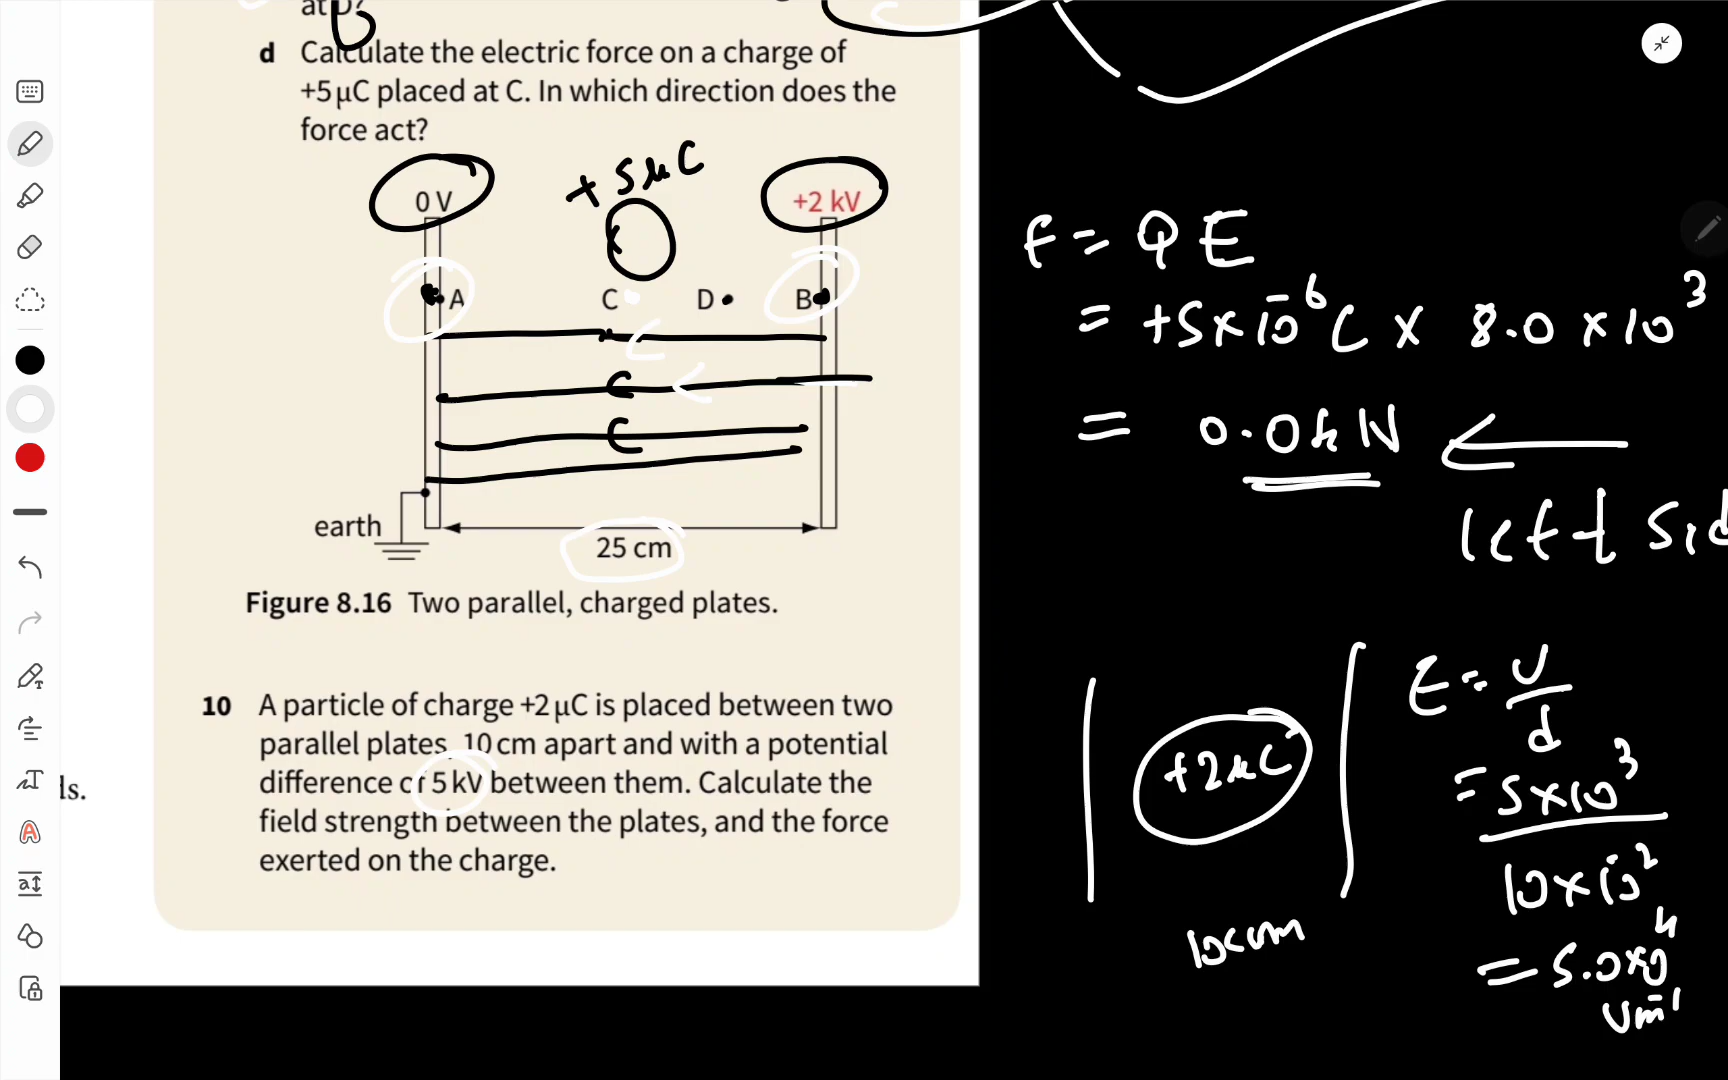 d Calculate the electric force on a charge of
+5 μC placed at C. In which direction does the
force act?
+5μC
0 V
+2 kV
A
C
D
B
earth
25 cm
Figure 8.16 Two parallel, charged plates.
10 A particle of charge +2 μC is placed between two
parallel plates, 10 cm apart and with a potential
difference of 5 kV between them. Calculate the
field strength between the plates, and the force
exerted on the charge.
ds.
F = QE
= +5×10⁻⁶C × 8.0 ×10³
= 0.04 N
left sid
+2μC
10cm
E = V/d
= 5×10³
10×10⁻²
= 5.0×10⁴
Vm⁻¹